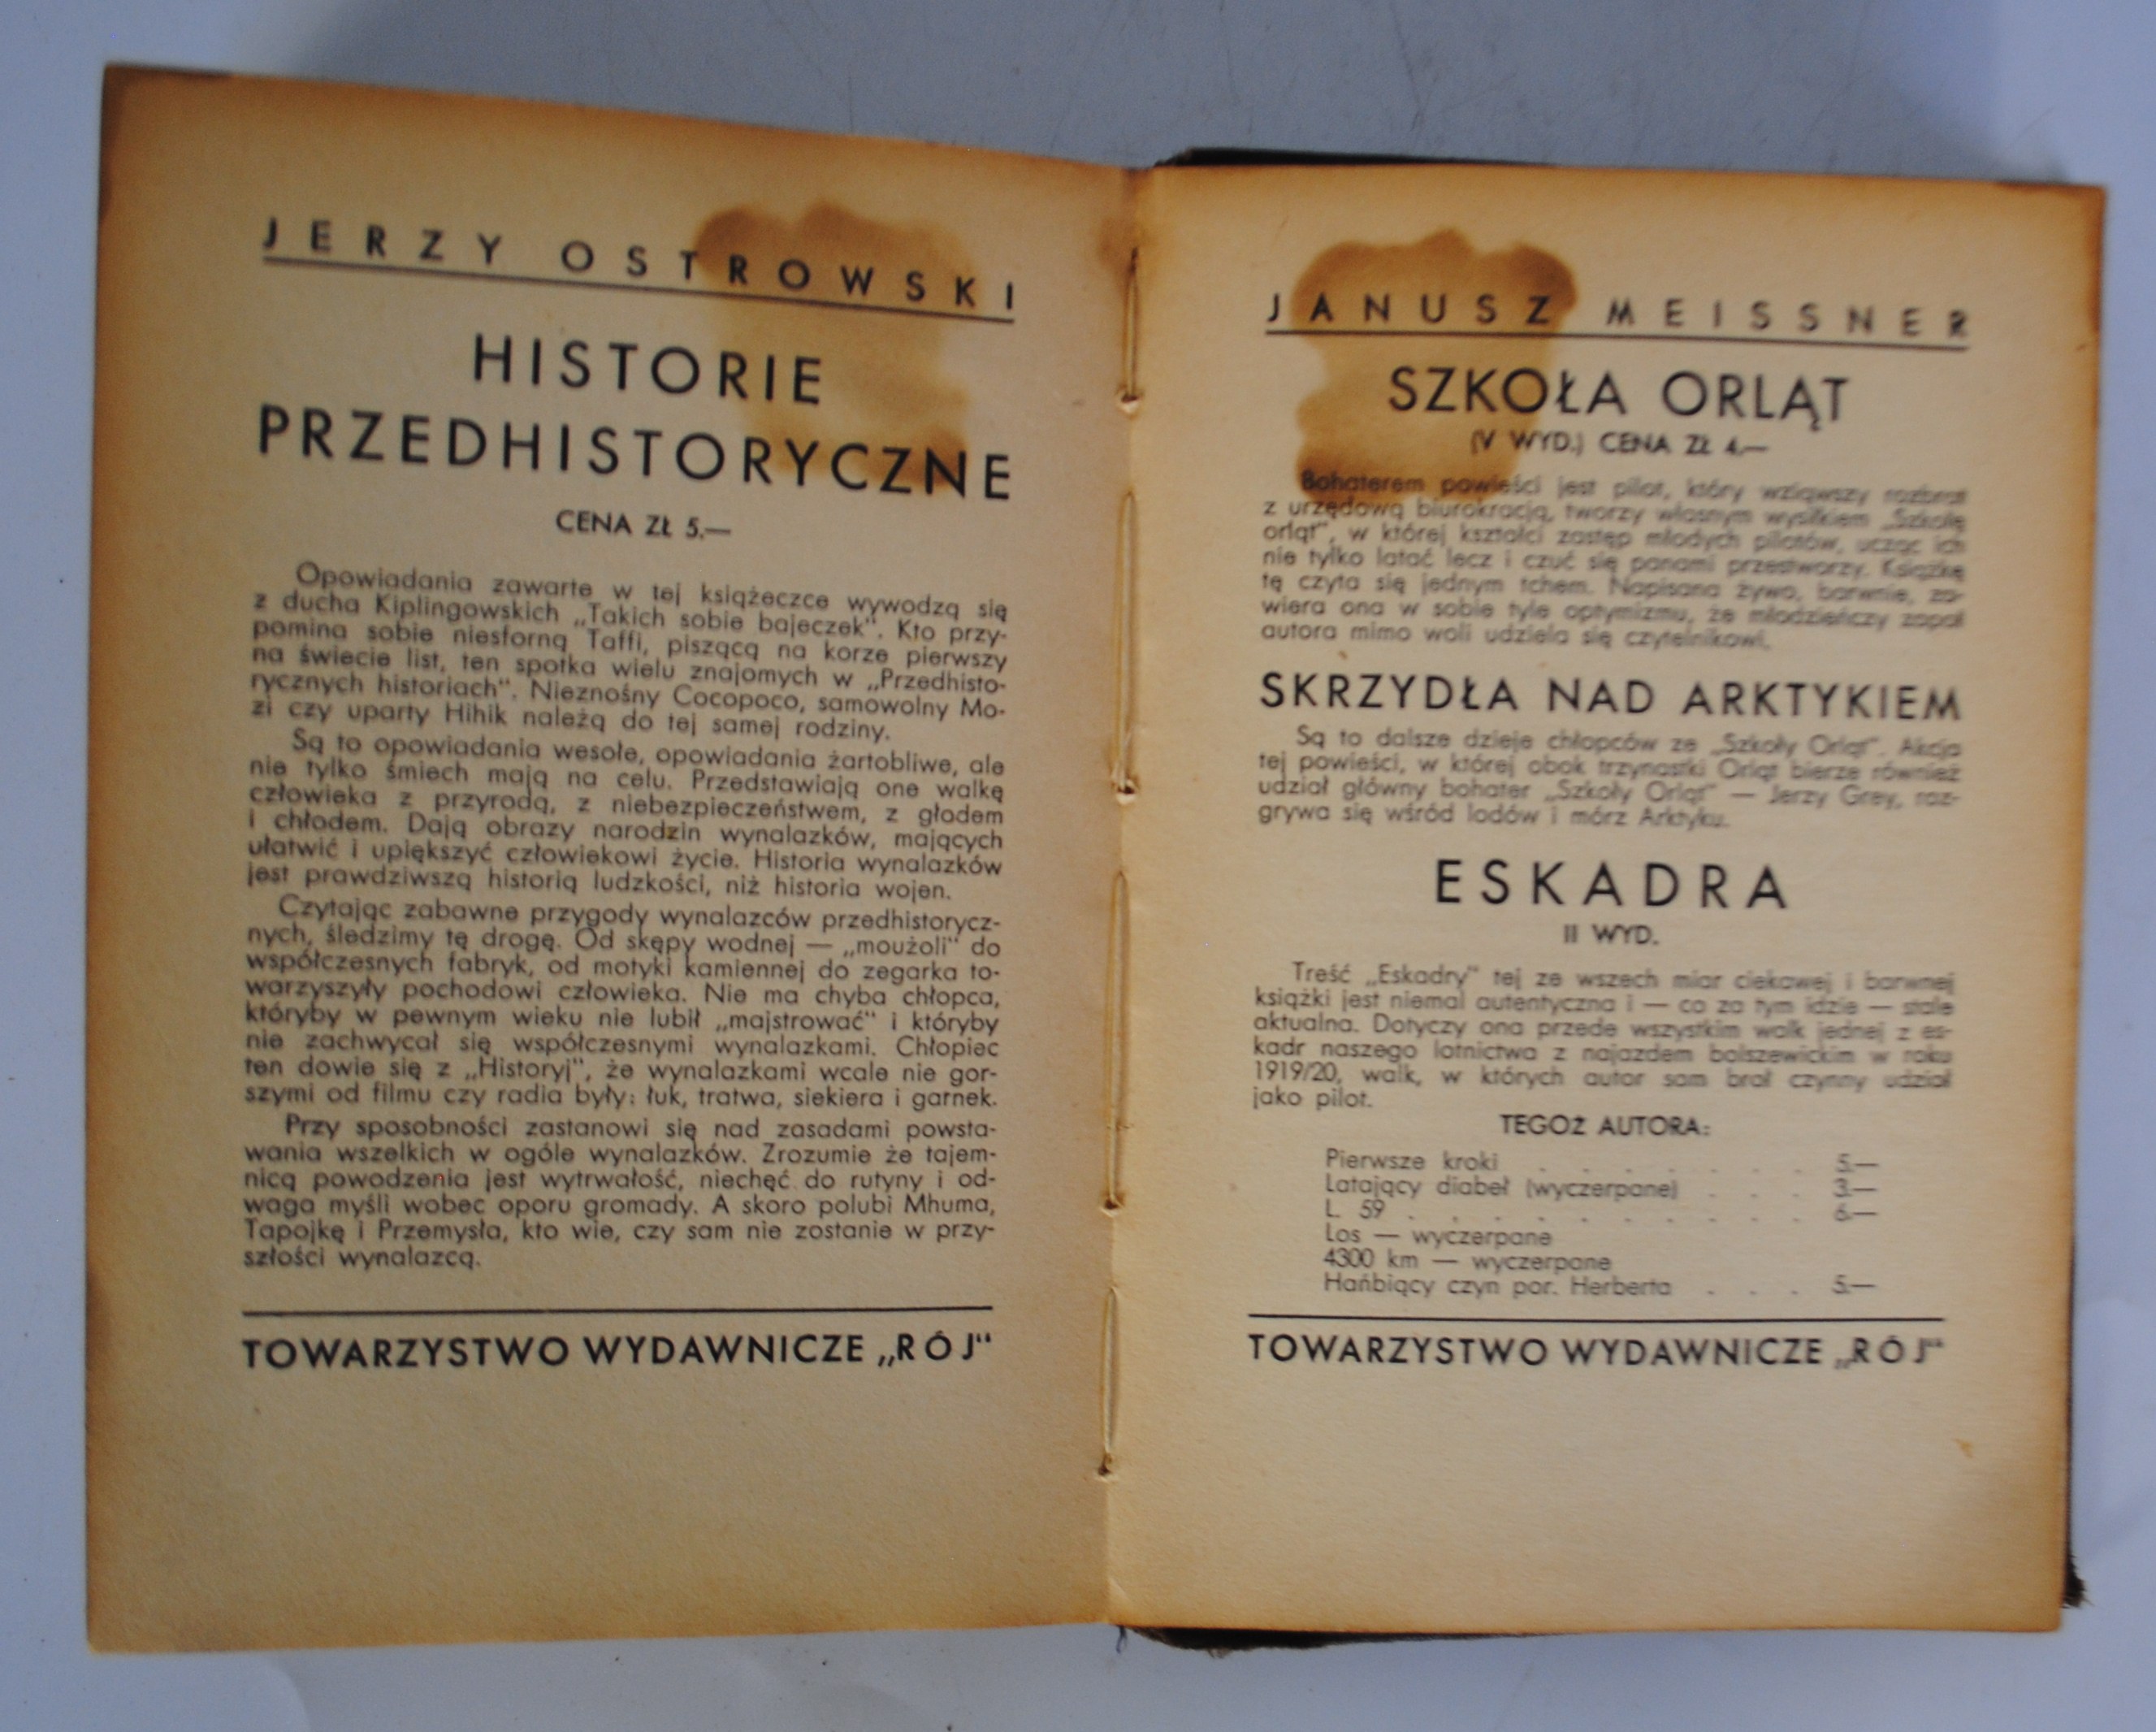 JERZY OSTROWSKI
HISTORIE
PRZEDHISTORYCZNE
CENA ZŁ 5.—
Opowiadania zawarte w tej książeczce wywodzą się
z ducha Kiplingowskich „Takich sobie bajeczek". Kto przy-
pomina sobie niesforną Taffi, piszącą na korze pierwszy
na świecie list, ten spotka wielu znajomych w „Przedhisto-
rycznych historiach". Nieznośny Cocopoco, samowolny Mo-
zi czy uparty Hihik należą do tej samej rodziny.
Są to opowiadania wesołe, opowiadania żartobliwe, ale
nie tylko śmiech mają na celu. Przedstawiają one walkę
człowieka z przyrodą, z niebezpieczeństwem, z głodem
i chłodem. Dają obrazy narodzin wynalazków, mających
ułatwić i upiększyć człowiekowi życie. Historia wynalazków
jest prawdziwszą historią ludzkości, niż historia wojen.
Czytając zabawne przygody wynalazców przedhistorycz-
nych, śledzimy tę drogę. Od skępy wodnej — „moużoli" do
współczesnych fabryk, od motyki kamiennej do zegarka to-
warzyszyły pochodowi człowieka. Nie ma chyba chłopca,
któryby w pewnym wieku nie lubił „majstrować" i któryby
nie zachwycał się współczesnymi wynalazkami. Chłopiec
ten dowie się z „Historyj", że wynalazkami wcale nie gor-
szymi od filmu czy radia były: łuk, tratwa, siekiera i garnek.
Przy sposobności zastanowi się nad zasadami powsta-
wania wszelkich w ogóle wynalazków. Zrozumie że tajem-
nicą powodzenia jest wytrwałość, niechęć do rutyny i od-
waga myśli wobec oporu gromady. A skoro polubi Mhuma,
Tapojkę i Przemysła, kto wie, czy sam nie zostanie w przy-
szłości wynalazcą.
TOWARZYSTWO WYDAWNICZE „RÓJ"
JANUSZ MEISSNER
SZKOŁA ORLĄT
(V WYD.) CENA ZŁ 4.—
Bohaterem powieści jest pilot, który wziąwszy rozbrat
z urzędową biurokracją, tworzy własnym wysiłkiem „Szkołę
orląt", w której kształci zastęp młodych pilotów, ucząc ich
nie tylko latać lecz i czuć się panami przestworzy. Książkę
tę czyta się jednym tchem. Napisana żywo, barwnie, za-
wiera ona w sobie tyle optymizmu, że młodzieńczy zapał
autora mimo woli udziela się czytelnikowi.
SKRZYDŁA NAD ARKTYKIEM
Są to dalsze dzieje chłopców ze „Szkoły Orląt". Akcja
tej powieści, w której obok trzynastki Orląt bierze również
udział główny bohater „Szkoły Orląt" — Jerzy Grey, roz-
grywa się wśród lodów i mórz Arktyku.
ESKADRA
II WYD.
Treść „Eskadry" tej ze wszech miar ciekawej i barwnej
książki jest niemal autentyczna i — co za tym idzie — stale
aktualna. Dotyczy ona przede wszystkim walk jednej z es-
kadr naszego lotnictwa z najazdem bolszewickim w roku
1919/20, walk, w których autor sam brał czynny udział
jako pilot.
TEGOŻ AUTORA:
Pierwsze kroki . . . . . . . 5.—
Latający diabeł (wyczerpane) . . . 3.—
L. 59 . . . . . . . . . . 6.—
Los — wyczerpane
4300 km — wyczerpane
Hańbiący czyn por. Herberta . . . 5.—
TOWARZYSTWO WYDAWNICZE „RÓJ"